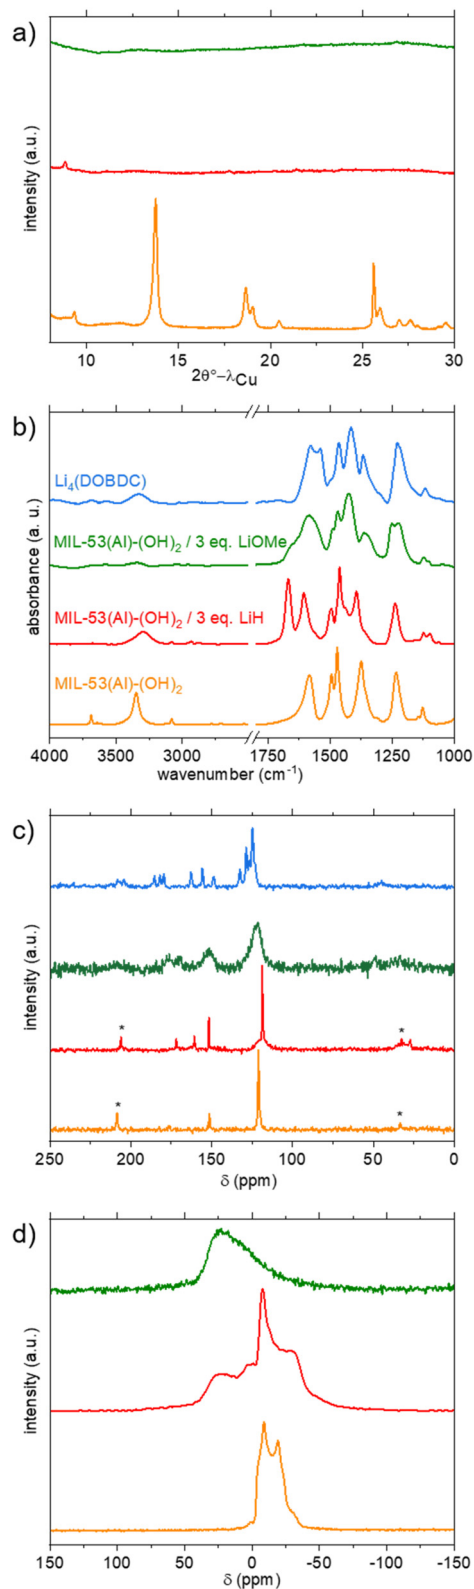 a)
intensity (a.u.)
10 15 20 25 30
2θ°–λCu
b)
absorbance (a. u.)
Li4(DOBDC)
MIL-53(Al)-(OH)2 / 3 eq. LiOMe
MIL-53(Al)-(OH)2 / 3 eq. LiH
MIL-53(Al)-(OH)2
4000 3500 3000 1750 1500 1250 1000
wavenumber (cm-1)
c)
intensity (a.u.)
* *
* *
250 200 150 100 50 0
δ (ppm)
d)
intensity (a.u.)
150 100 50 0 -50 -100 -150
δ (ppm)